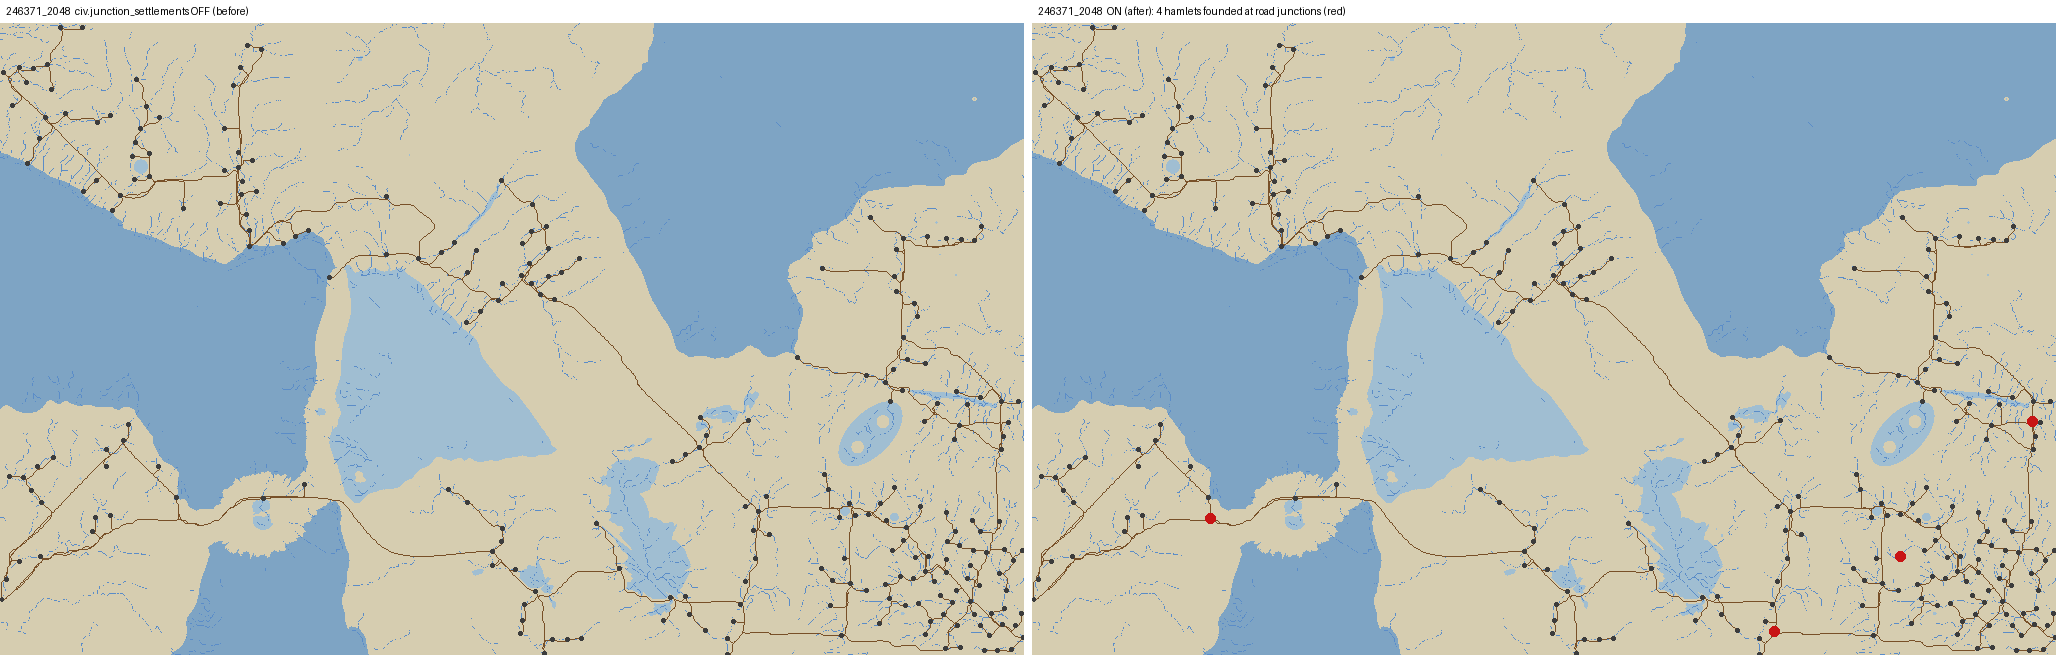 246371_2048 civ.junction_settlements OFF (before)
246371_2048 ON (after): 4 hamlets founded at road junctions (red)